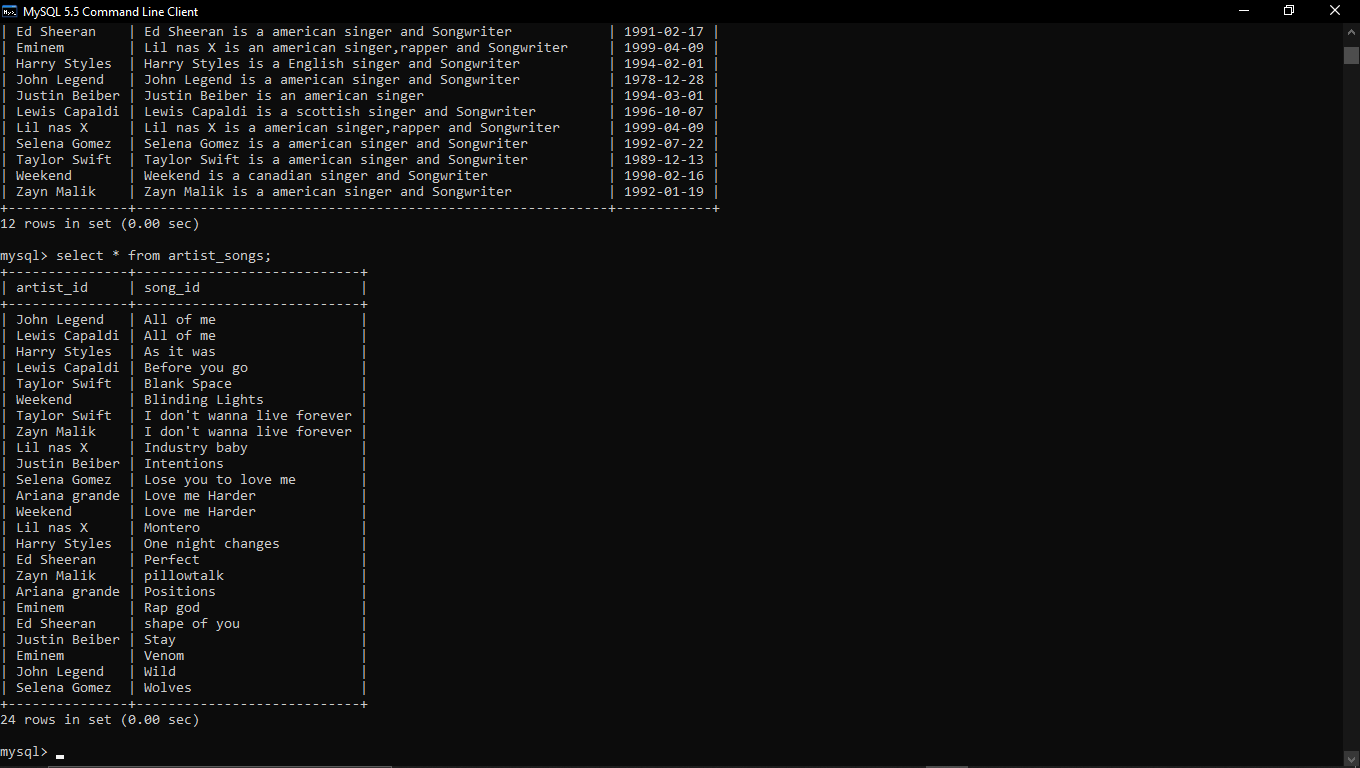 MySQL 5.5 Command Line Client
| Ed Sheeran    | Ed Sheeran is a american singer and Songwriter            | 1991-02-17 |
| Eminem        | Lil nas X is an american singer,rapper and Songwriter     | 1999-04-09 |
| Harry Styles  | Harry Styles is a English singer and Songwriter           | 1994-02-01 |
| John Legend   | John Legend is a american singer and Songwriter           | 1978-12-28 |
| Justin Beiber | Justin Beiber is an american singer                       | 1994-03-01 |
| Lewis Capaldi | Lewis Capaldi is a scottish singer and Songwriter         | 1996-10-07 |
| Lil nas X     | Lil nas X is a american singer,rapper and Songwriter      | 1999-04-09 |
| Selena Gomez  | Selena Gomez is a american singer and Songwriter          | 1992-07-22 |
| Taylor Swift  | Taylor Swift is a american singer and Songwriter          | 1989-12-13 |
| Weekend       | Weekend is a canadian singer and Songwriter               | 1990-02-16 |
| Zayn Malik    | Zayn Malik is a american singer and Songwriter            | 1992-01-19 |
+---------------+-----------------------------------------------------------+------------+
12 rows in set (0.00 sec)
mysql> select * from artist_songs;
+---------------+----------------------------+
| artist_id     | song_id                    |
+---------------+----------------------------+
| John Legend   | All of me                  |
| Lewis Capaldi | All of me                  |
| Harry Styles  | As it was                  |
| Lewis Capaldi | Before you go              |
| Taylor Swift  | Blank Space                |
| Weekend       | Blinding Lights            |
| Taylor Swift  | I don't wanna live forever |
| Zayn Malik    | I don't wanna live forever |
| Lil nas X     | Industry baby              |
| Justin Beiber | Intentions                 |
| Selena Gomez  | Lose you to love me        |
| Ariana grande | Love me Harder             |
| Weekend       | Love me Harder             |
| Lil nas X     | Montero                    |
| Harry Styles  | One night changes          |
| Ed Sheeran    | Perfect                    |
| Zayn Malik    | pillowtalk                 |
| Ariana grande | Positions                  |
| Eminem        | Rap god                    |
| Ed Sheeran    | shape of you               |
| Justin Beiber | Stay                       |
| Eminem        | Venom                      |
| John Legend   | Wild                       |
| Selena Gomez  | Wolves                     |
+---------------+----------------------------+
24 rows in set (0.00 sec)
mysql> _